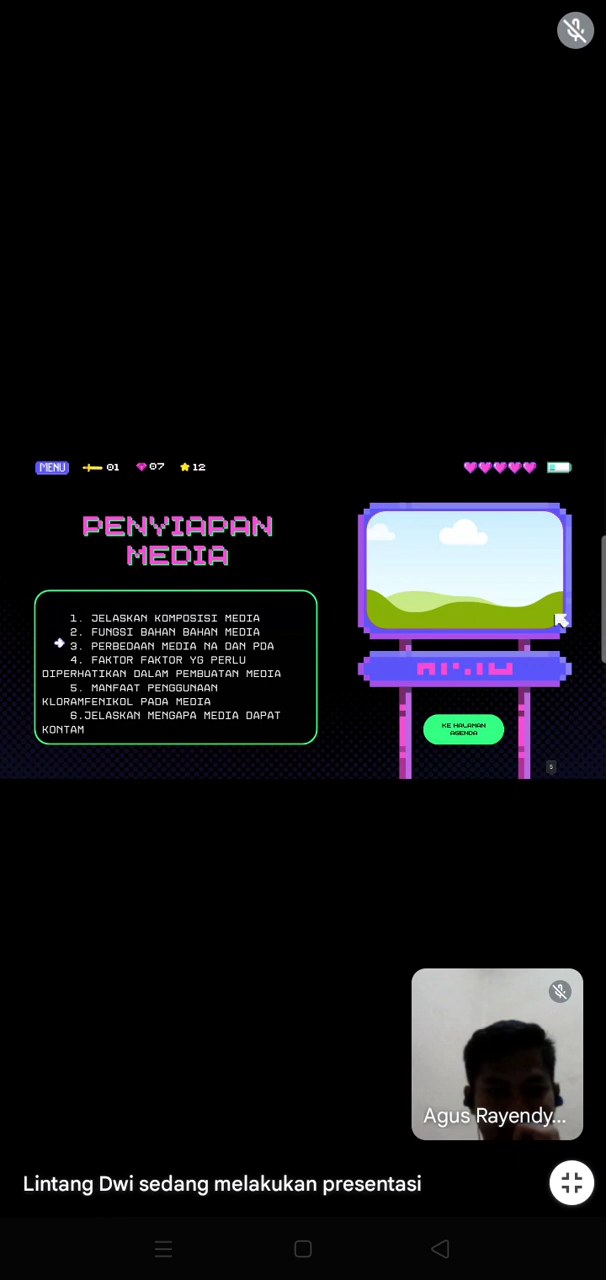 MENU 01 07 12
PENYIAPAN
MEDIA
1. JELASKAN KOMPOSISI MEDIA
2. FUNGSI BAHAN BAHAN MEDIA
3. PERBEDAAN MEDIA NA DAN PDA
4. FAKTOR FAKTOR YG PERLU
DIPERHATIKAN DALAM PEMBUATAN MEDIA
5. MANFAAT PENGGUNAAN
KLORAMFENIKOL PADA MEDIA
6.JELASKAN MENGAPA MEDIA DAPAT
KONTAM
KE HALAMAN
AGENDA
5
Agus Rayendy...
Lintang Dwi sedang melakukan presentasi